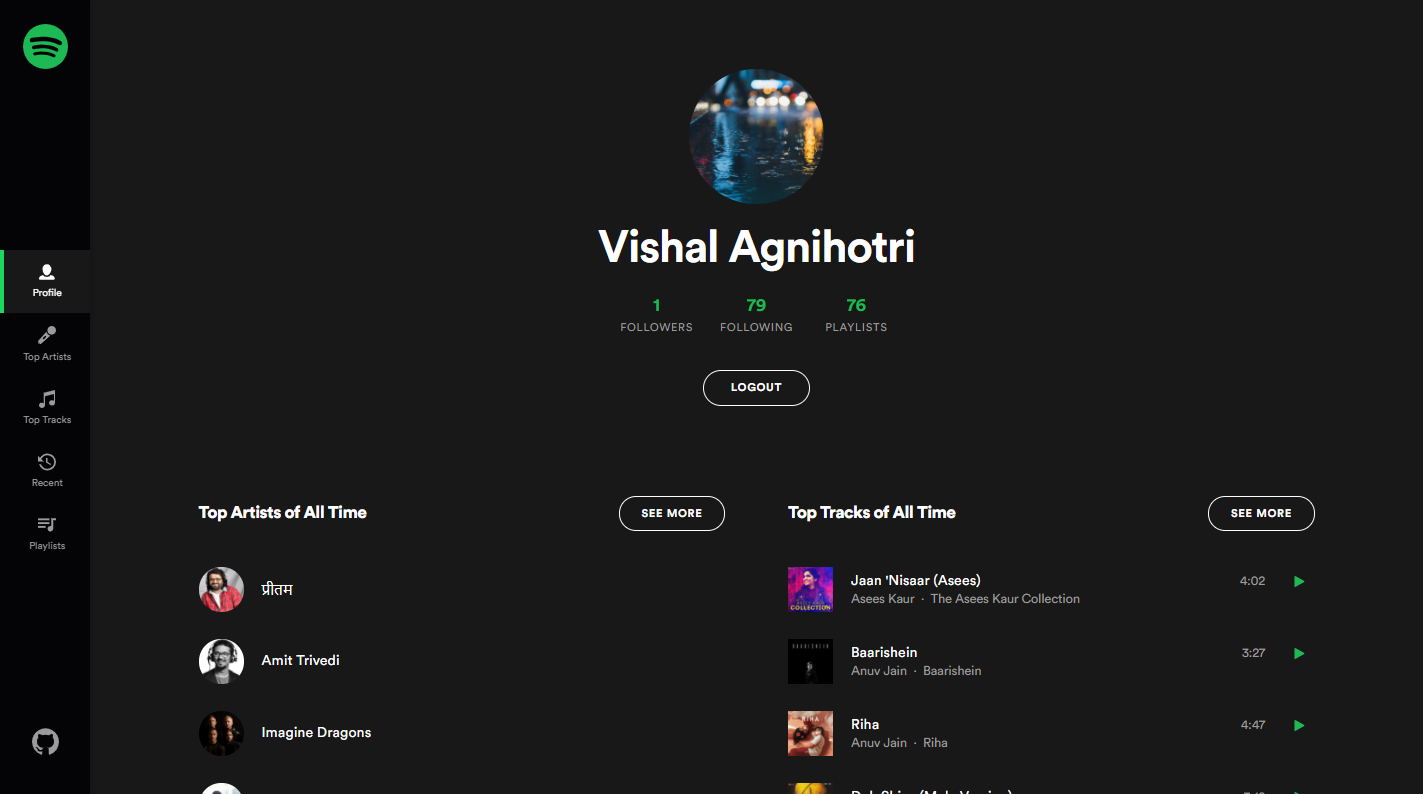 Vishal Agnihotri
1 79 76
FOLLOWERS FOLLOWING PLAYLISTS
LOGOUT
Profile
Top Artists
Top Tracks
Recent
Playlists
Top Artists of All Time
SEE MORE
प्रीतम
Amit Trivedi
Imagine Dragons
Top Tracks of All Time
SEE MORE
COLLECTION
Jaan 'Nisaar (Asees) 4:02
Asees Kaur · The Asees Kaur Collection
BAARISHEIN
Baarishein 3:27
Anuv Jain · Baarishein
RIHA
Riha 4:47
Anuv Jain · Riha